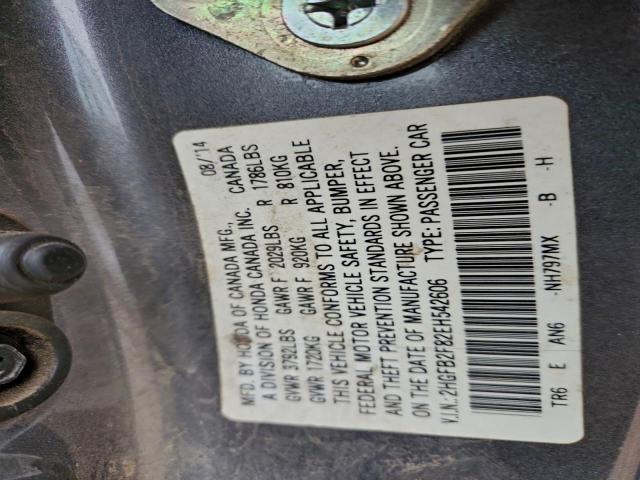 MFD. BY HONDA OF CANADA MFG., 08/'14
A DIVISION OF HONDA CANADA INC. CANADA
GVWR 3792LBS GAWR F 2029LBS R 1786LBS
GVWR 1720KG GAWR F 920KG R 810KG
THIS VEHICLE CONFORMS TO ALL APPLICABLE
FEDERAL MOTOR VEHICLE SAFETY, BUMPER,
AND THEFT PREVENTION STANDARDS IN EFFECT
ON THE DATE OF MANUFACTURE SHOWN ABOVE.
V.I.N.: 2HGFB2F82EH542606 TYPE: PASSENGER CAR
TR6 E AN6 -NH797MX -B -H